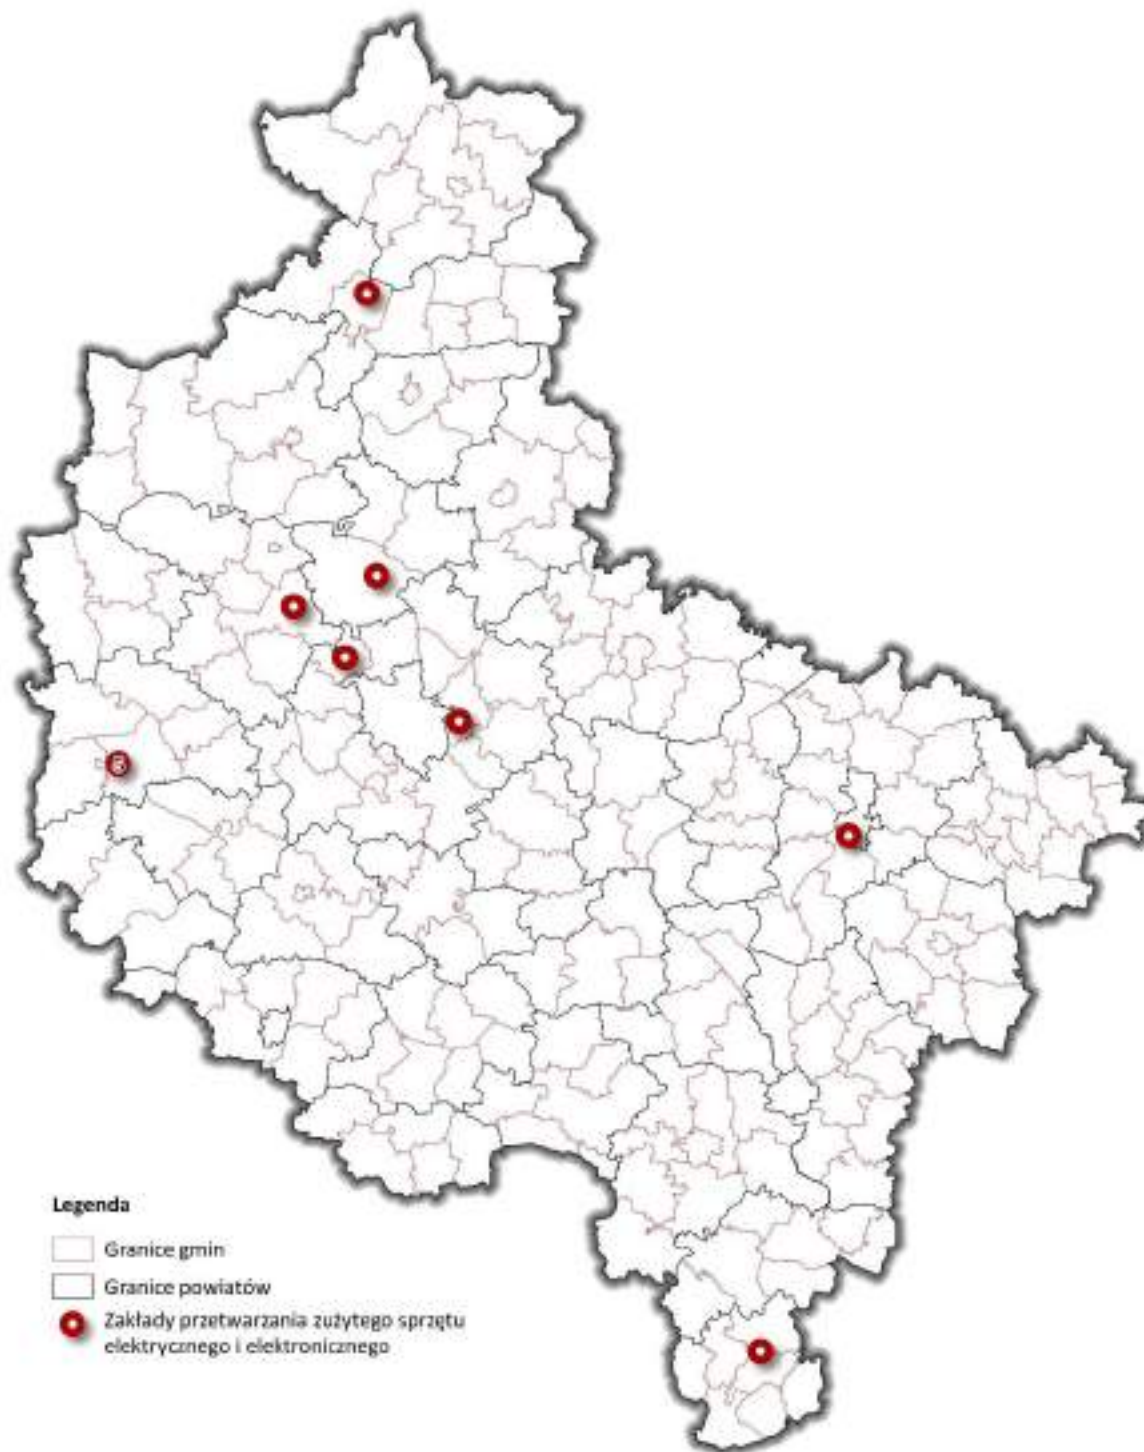 Legenda
Granice gmin
Granice powiatów
Zakłady przetwarzania zużytego sprzętu
elektrycznego i elektronicznego